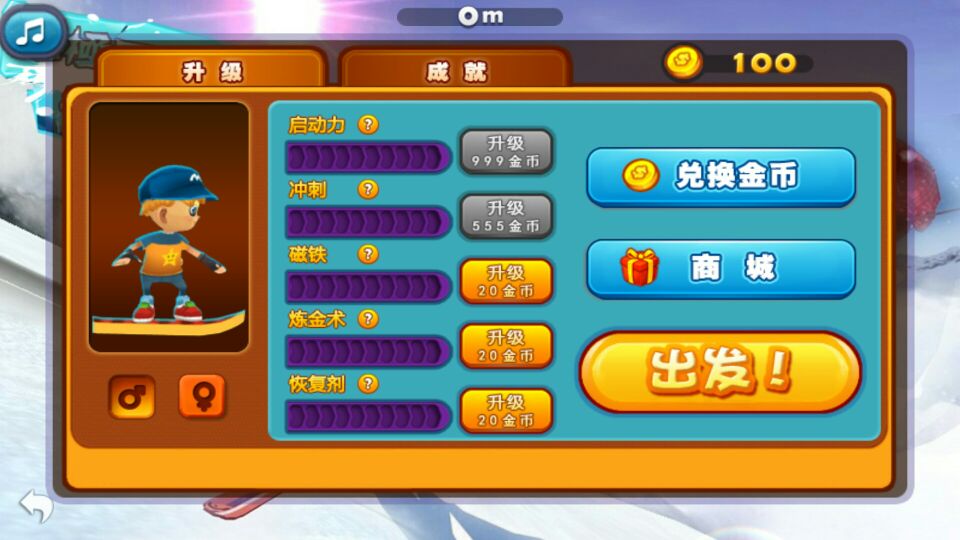 0m
升级
成就
100
启动力 ?
升级
999金币
冲刺 ?
升级
555金币
磁铁 ?
升级
20金币
炼金术 ?
升级
20金币
恢复剂 ?
升级
20金币
兑换金币
商城
出发!